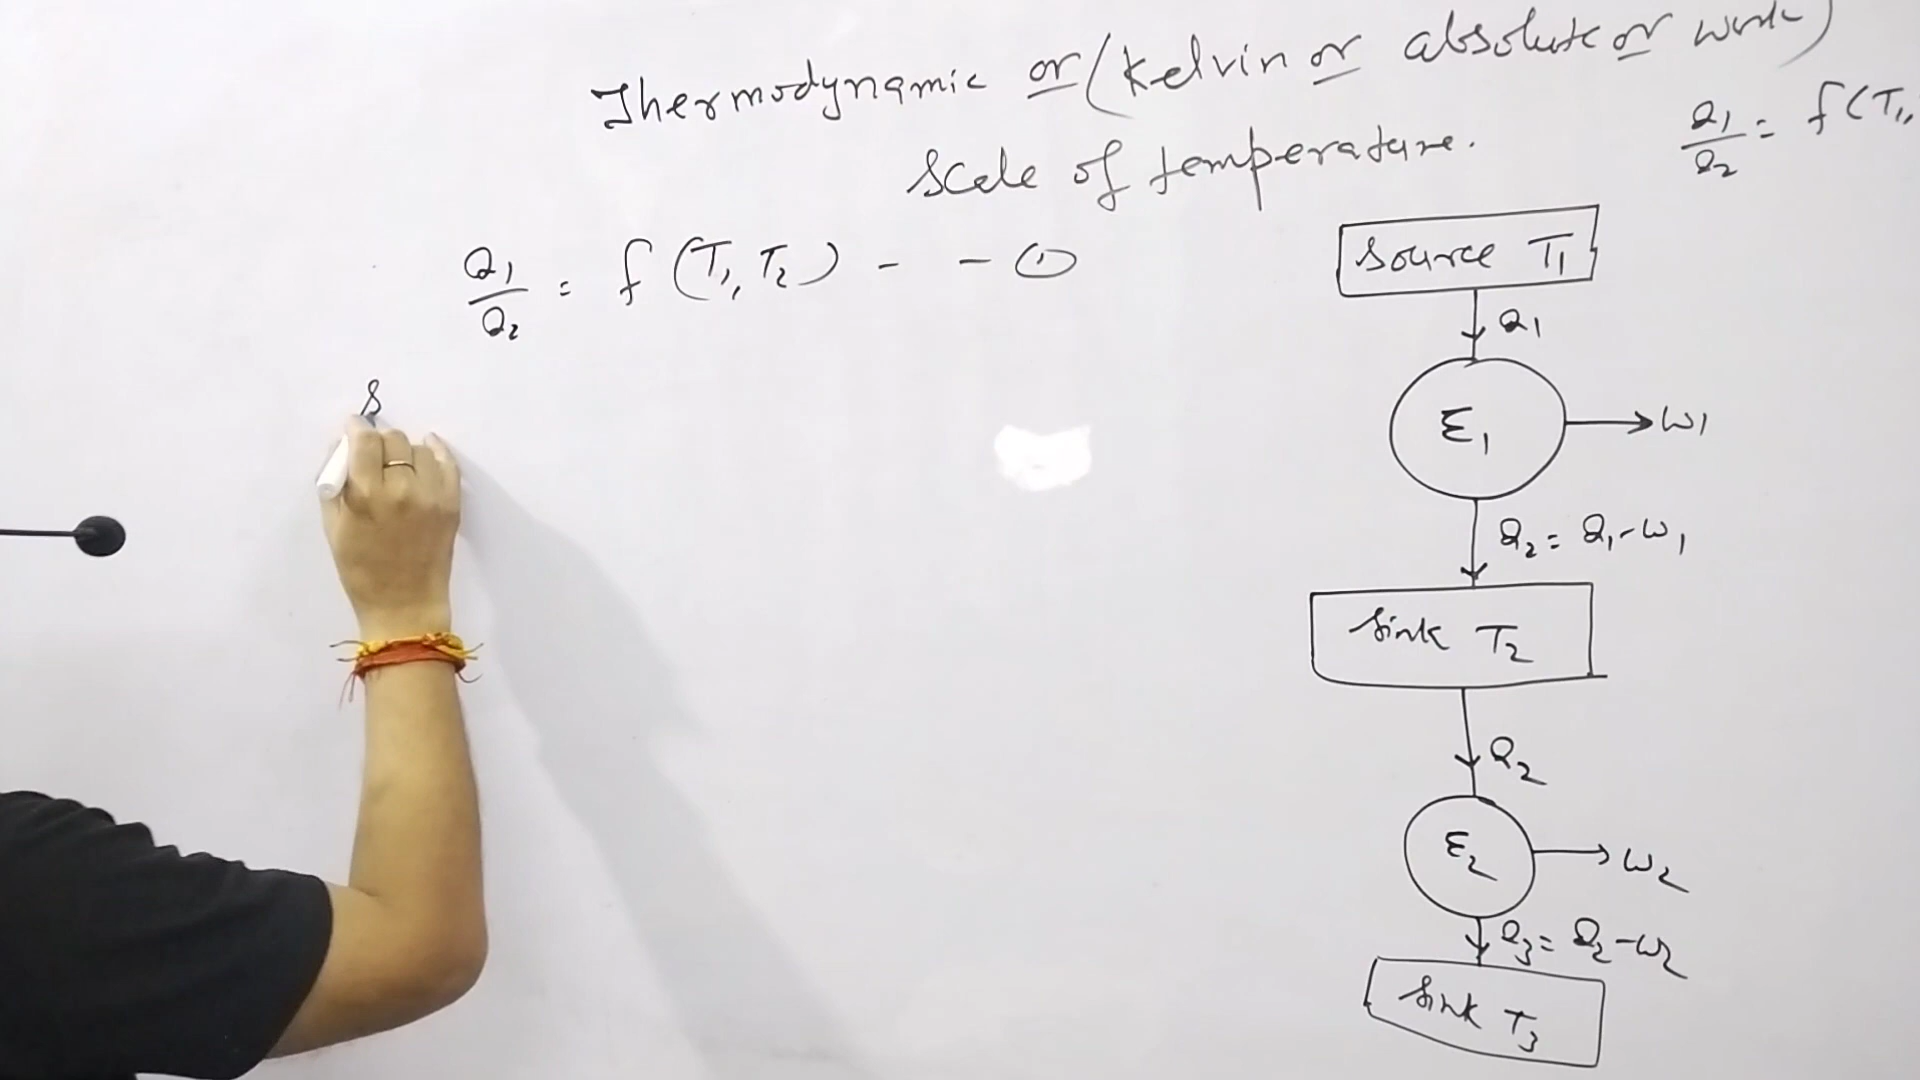 Thermodynamic or (Kelvin or absolute or work)
Scale of temperature.
Q1/Q2 = f(T1,
Q1/Q2 = f(T1, T2) - - ①
S
Source T1
Q1
E1
W1
Q2 = Q1-W1
Sink T2
Q2
E2
W2
Q3 = Q2-W2
Sink T3